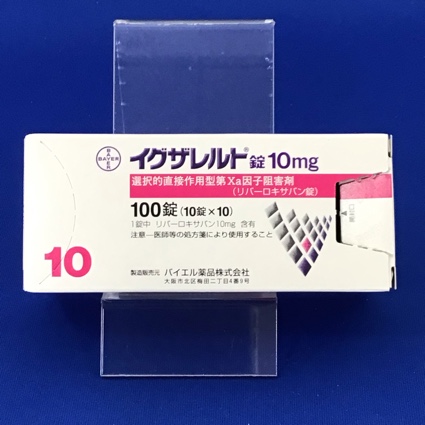 BAYER
BAYER
イグザレルト®錠10mg
選択的直接作用型第Xa因子阻害剤
(リバーロキサバン錠)
100錠(10錠×10)
1錠中 リバーロキサバン10mg 含有
注意－医師等の処方箋により使用すること
10
製造販売元 バイエル薬品株式会社
大阪市北区梅田二丁目4番9号